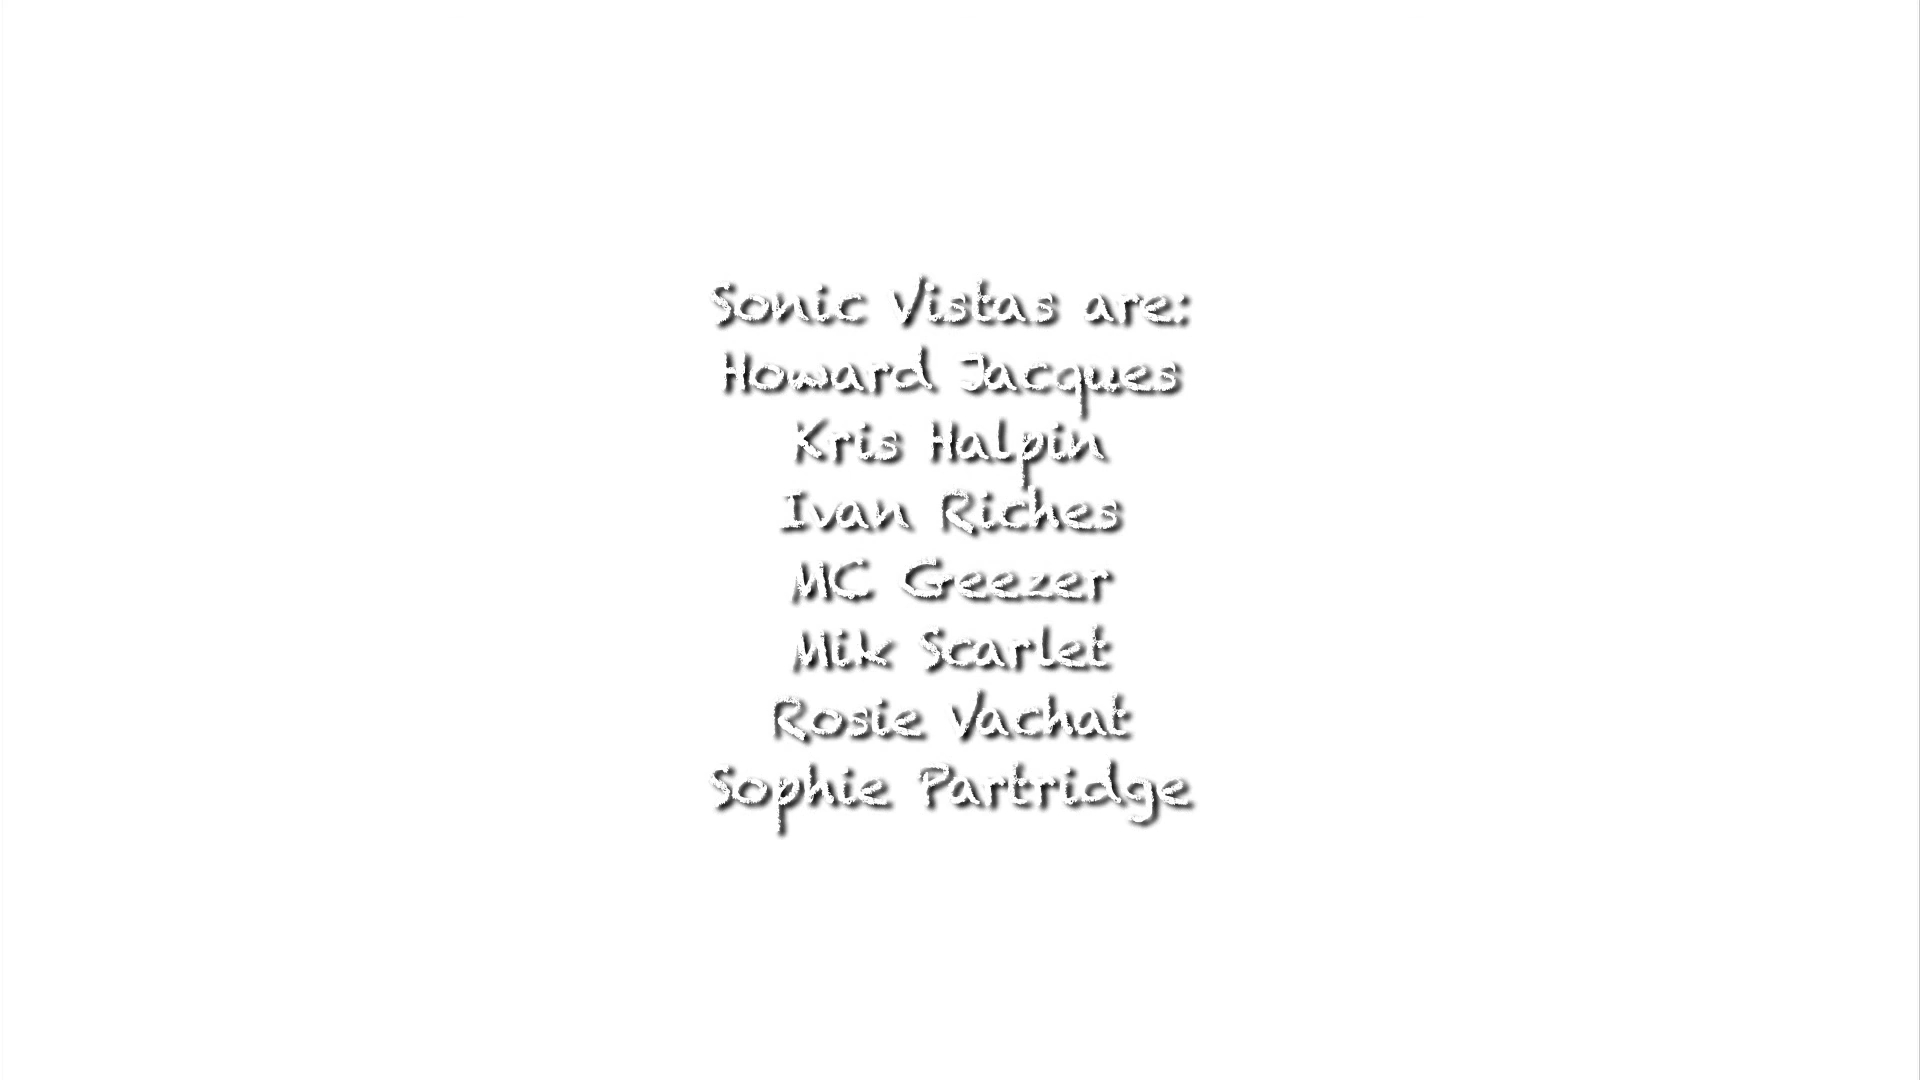 Sonic Vistas are:
Howard Jacques
Kris Halpin
Ivan Riches
MC Geezer
Mik Scarlet
Rosie Vachat
Sophie Partridge